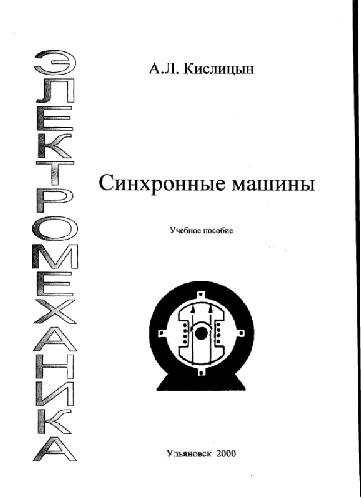 ЭЛЕКТРОМЕХАНИКА
А.Л. Кислицын
Синхронные машины
Учебное пособие
Ульяновск 2000